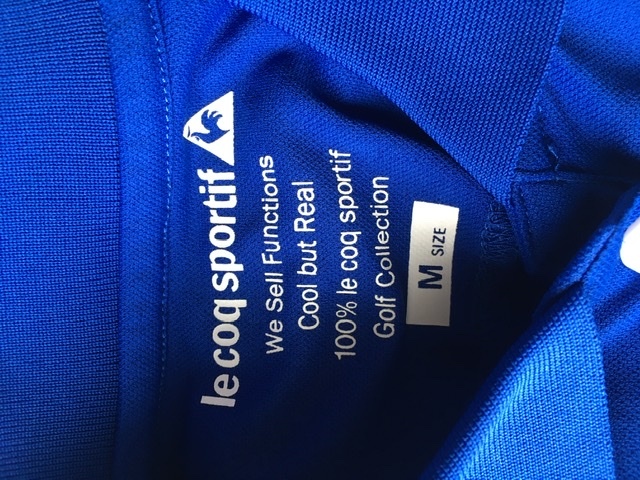 le coq sportif
We Sell Functions
Cool but Real
100% le coq sportif
Golf Collection
M SIZE